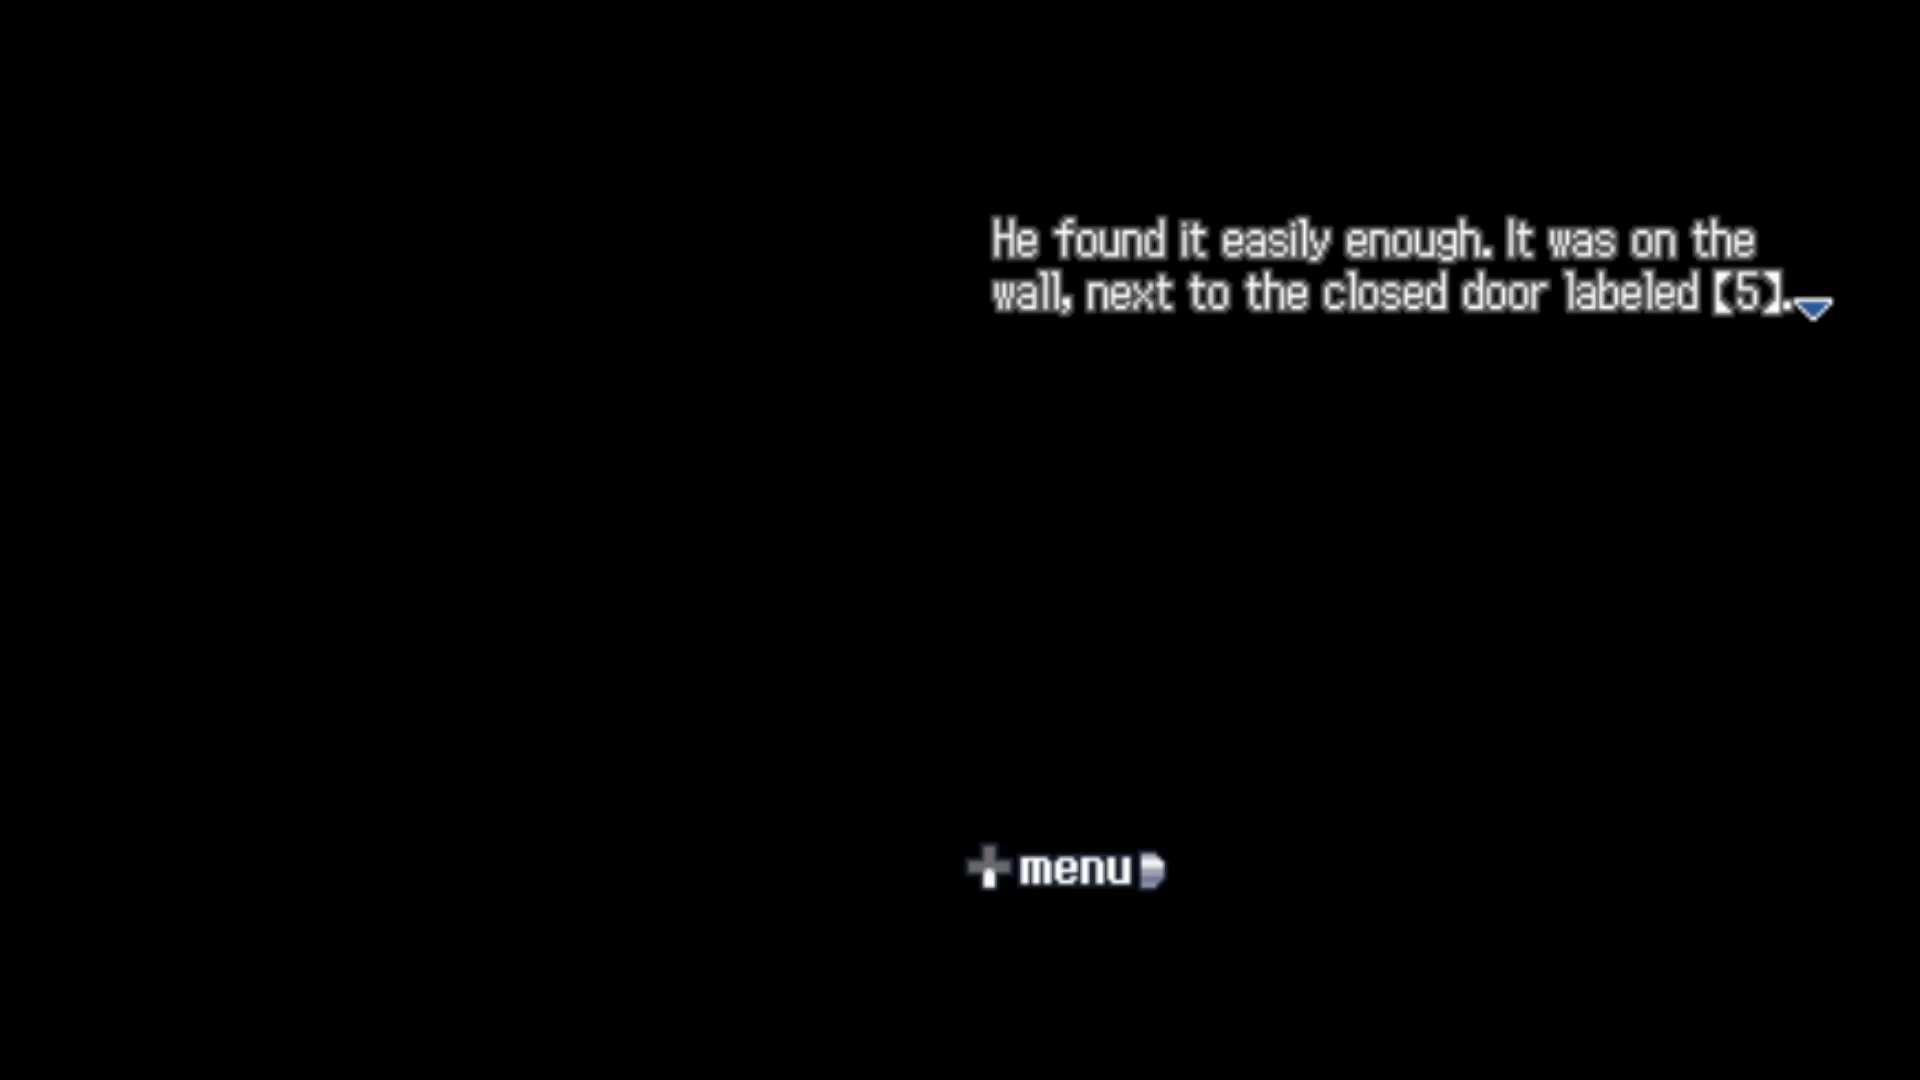 He found it easily enough. It was on the
wall, next to the closed door labeled 【5】.
menu